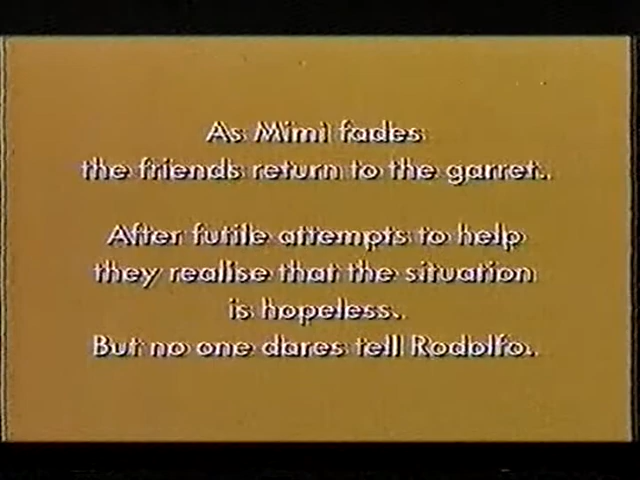 As Mimi fades
the friends return to the garret.
After futile attempts to help
they realise that the situation
is hopeless.
But no one dares tell Rodolfo.